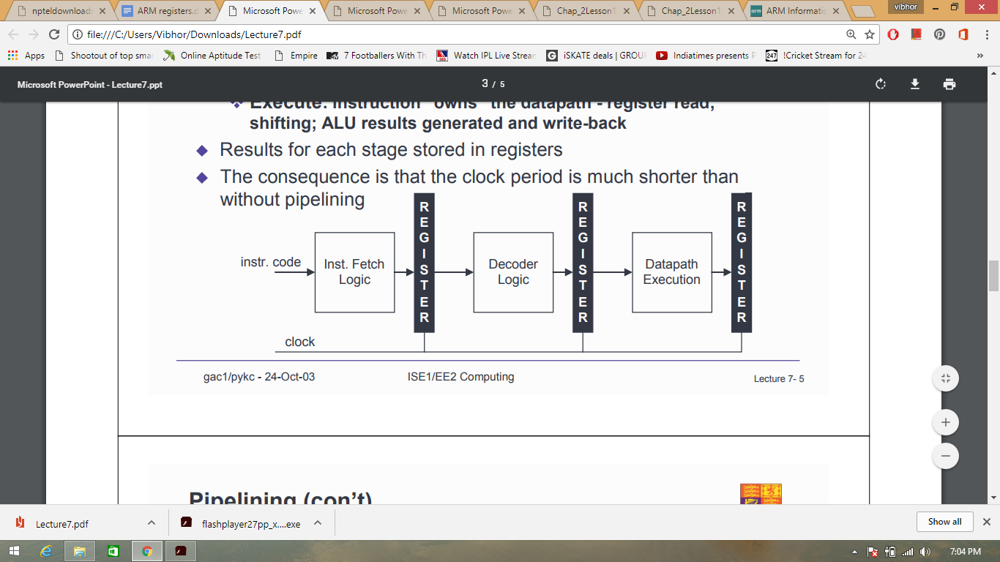 npteldownload
ARM registers.d
Microsoft Powe
Microsoft Powe
Microsoft Powe
Chap_2Lesson1
Chap_2Lesson1
arm ARM Informatic
vibhor
file:///C:/Users/Vibhor/Downloads/Lecture7.pdf
Apps
Shootout of top smar
Online Aptitude Test
Empire
7 Footballers With Th
Watch IPL Live Stream
iSKATE deals | GROUP
Indiatimes presents P
247 !Cricket Stream for 24
»
Microsoft PowerPoint - Lecture7.ppt
3 / 5
Execute: instruction "owns" the datapath - register read,
shifting; ALU results generated and write-back
Results for each stage stored in registers
The consequence is that the clock period is much shorter than
without pipelining
instr. code
Inst. Fetch
Logic
REGISTER
Decoder
Logic
REGISTER
Datapath
Execution
REGISTER
clock
gac1/pykc - 24-Oct-03
ISE1/EE2 Computing
Lecture 7- 5
Pipelining (con't)
Lecture7.pdf
flashplayer27pp_x....exe
Show all
7:04 PM